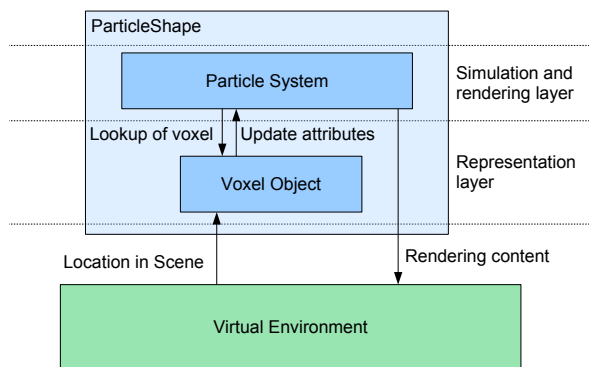 ParticleShape
Particle System
Simulation and
rendering layer
Lookup of voxel
Update attributes
Voxel Object
Representation
layer
Location in Scene
Rendering content
Virtual Environment